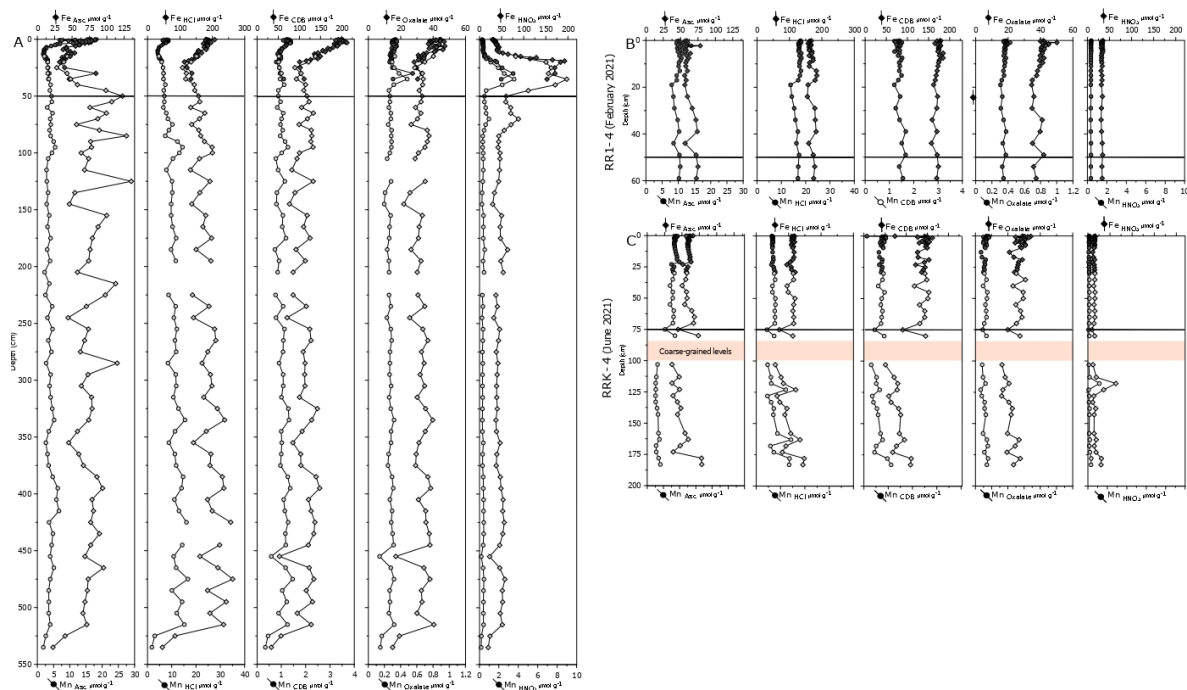 A
Fe Asc μmol g⁻¹
Fe HCl μmol g⁻¹
Fe CDB μmol g⁻¹
Fe Oxalate μmol g⁻¹
Fe HNO₃ μmol g⁻¹
0 25 50 75 100 125
0 100 200 300
0 50 100 150 200
0 10 20 30 40 50 60
0 50 100 150 200
Depth (cm)
0
50
100
150
200
250
300
350
400
450
500
550
0 5 10 15 20 25 30
0 10 20 30 40
0 1 2 3 4
0 0.2 0.4 0.6 0.8 1 1.2
0 2 4 6 8 10
Mn Asc μmol g⁻¹
Mn HCl μmol g⁻¹
Mn CDB μmol g⁻¹
Mn Oxalate μmol g⁻¹
Mn HNO₃ μmol g⁻¹
B
RR1-4 (February 2021)
Fe Asc μmol g⁻¹
Fe HCl μmol g⁻¹
Fe CDB μmol g⁻¹
Fe Oxalate μmol g⁻¹
Fe HNO₃ μmol g⁻¹
0 25 50 75 100 125
0 100 200 300
0 50 100 150 200
0 10 20 30 40 50 60
0 50 100 150 200
Depth (cm)
0
20
40
60
0 5 10 15 20 25 30
0 10 20 30 40
0 1 2 3 4
0 0.2 0.4 0.6 0.8 1 1.2
0 2 4 6 8 10
Mn Asc μmol g⁻¹
Mn HCl μmol g⁻¹
Mn CDB μmol g⁻¹
Mn Oxalate μmol g⁻¹
Mn HNO₃ μmol g⁻¹
C
RRK-4 (June 2021)
Fe Asc μmol g⁻¹
Fe HCl μmol g⁻¹
Fe CDB μmol g⁻¹
Fe Oxalate μmol g⁻¹
Fe HNO₃ μmol g⁻¹
Depth (cm)
0
25
50
75
100
125
150
175
200
Coarse-grained levels
Mn Asc μmol g⁻¹
Mn HCl μmol g⁻¹
Mn CDB μmol g⁻¹
Mn Oxalate μmol g⁻¹
Mn HNO₃ μmol g⁻¹